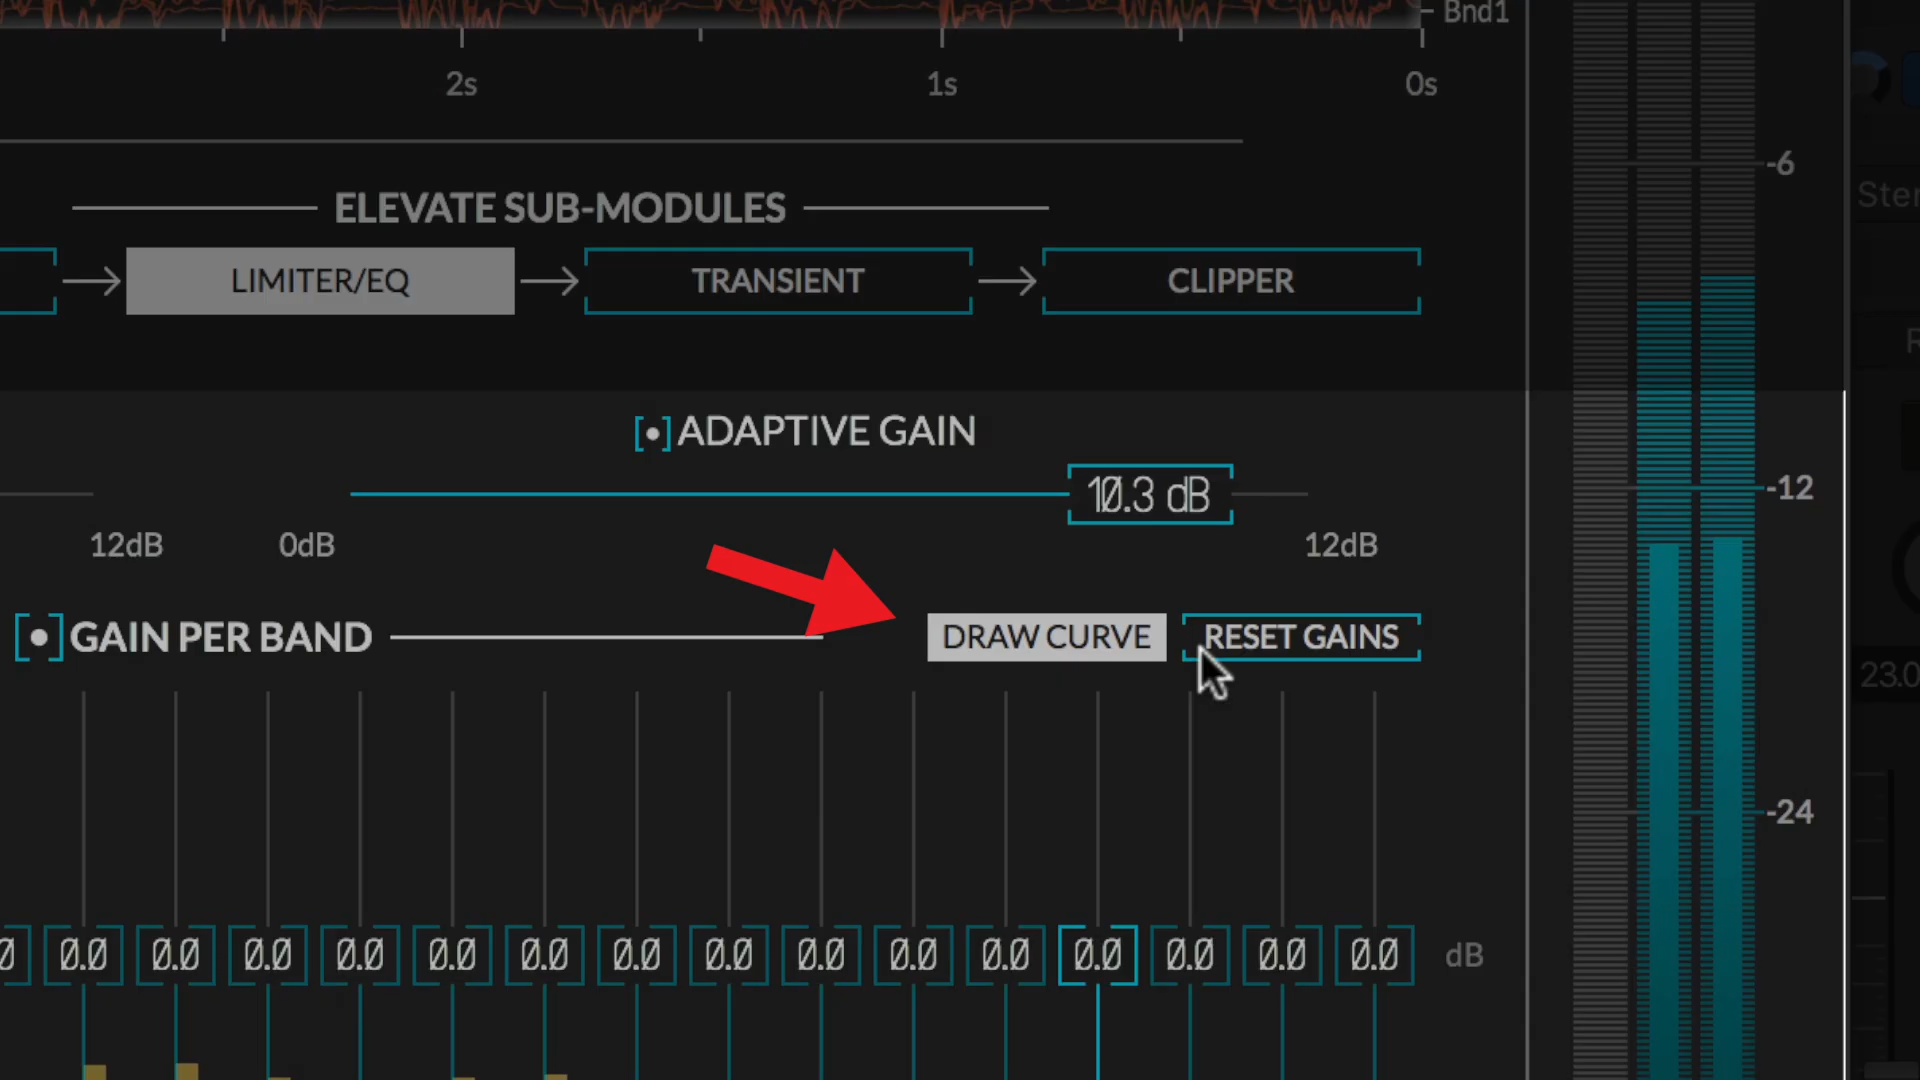 Bnd1
2s 1s 0s
-6
Ster
ELEVATE SUB-MODULES
LIMITER/EQ TRANSIENT CLIPPER
ADAPTIVE GAIN
10.3 dB
-12
12dB 0dB 12dB
GAIN PER BAND DRAW CURVE RESET GAINS
23.0
-24
0.0 0.0 0.0 0.0 0.0 0.0 0.0 0.0 0.0 0.0 0.0 0.0 0.0 0.0 0.0 dB